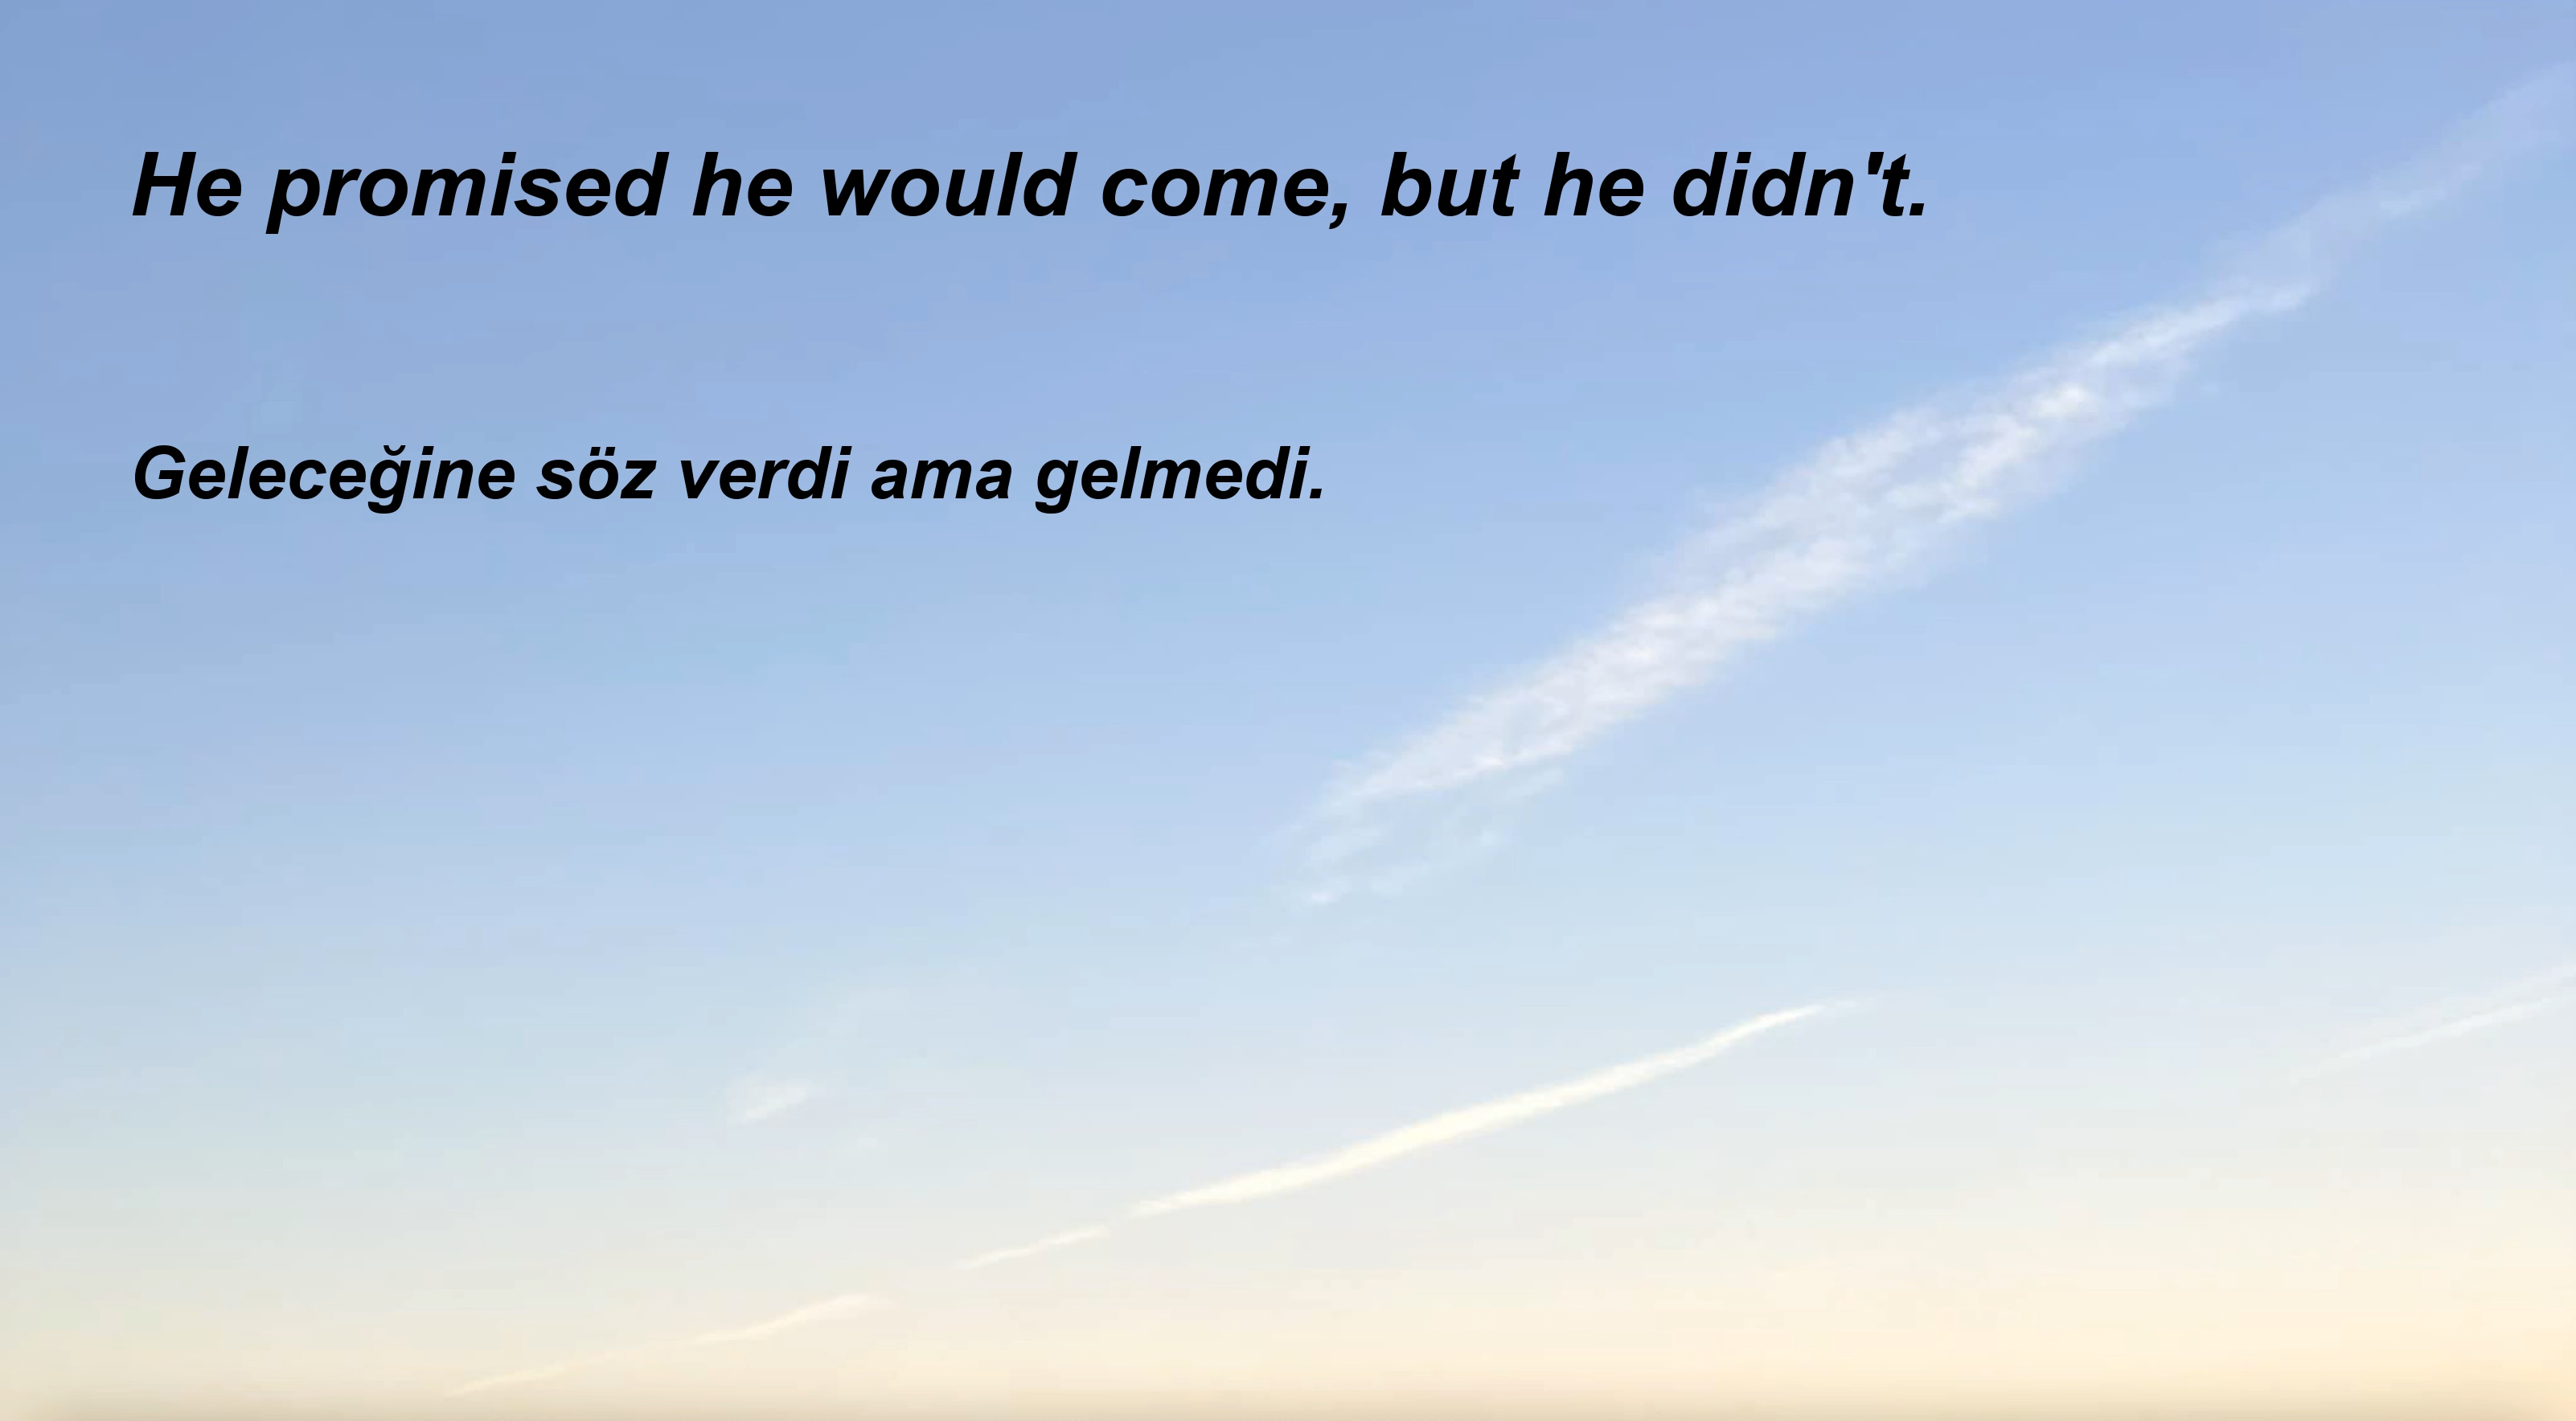 He promised he would come, but he didn't.
Geleceğine söz verdi ama gelmedi.